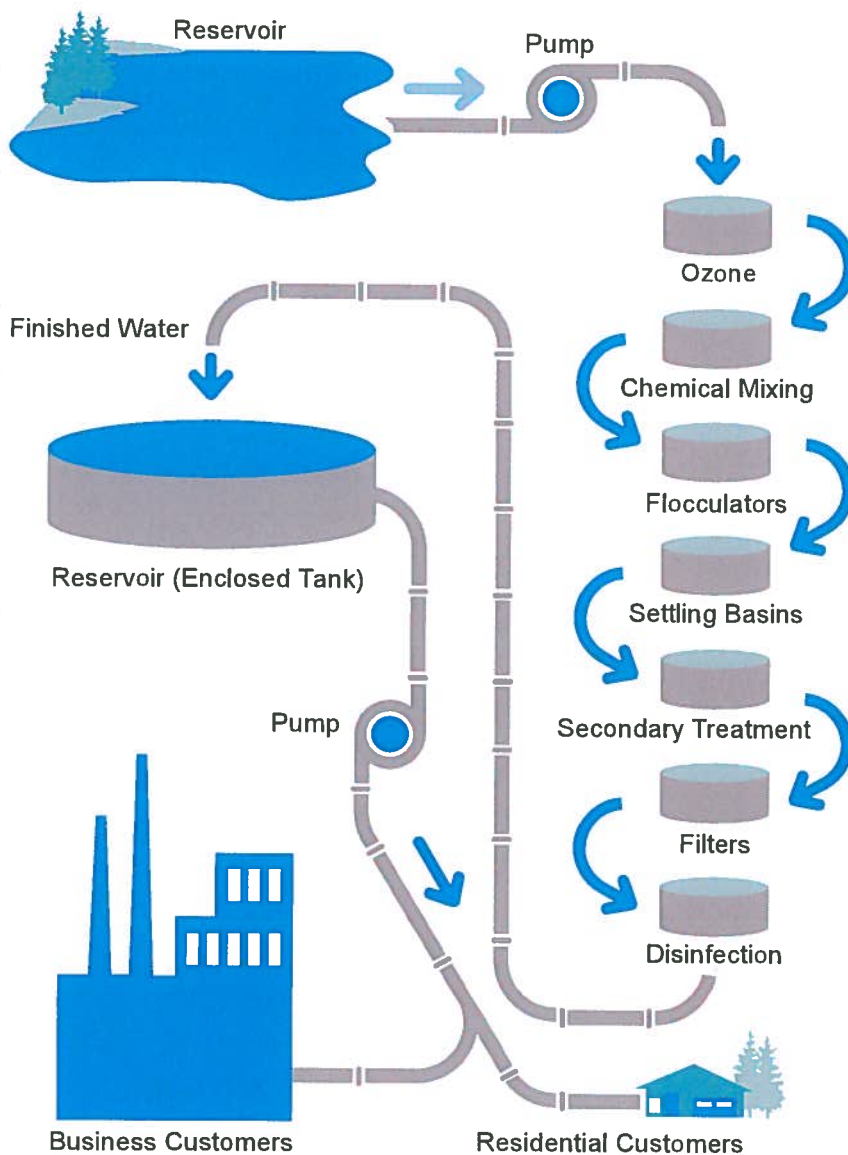 Reservoir
Pump
Ozone
Finished Water
Chemical Mixing
Flocculators
Reservoir (Enclosed Tank)
Settling Basins
Pump
Secondary Treatment
Filters
Disinfection
Business Customers
Residential Customers